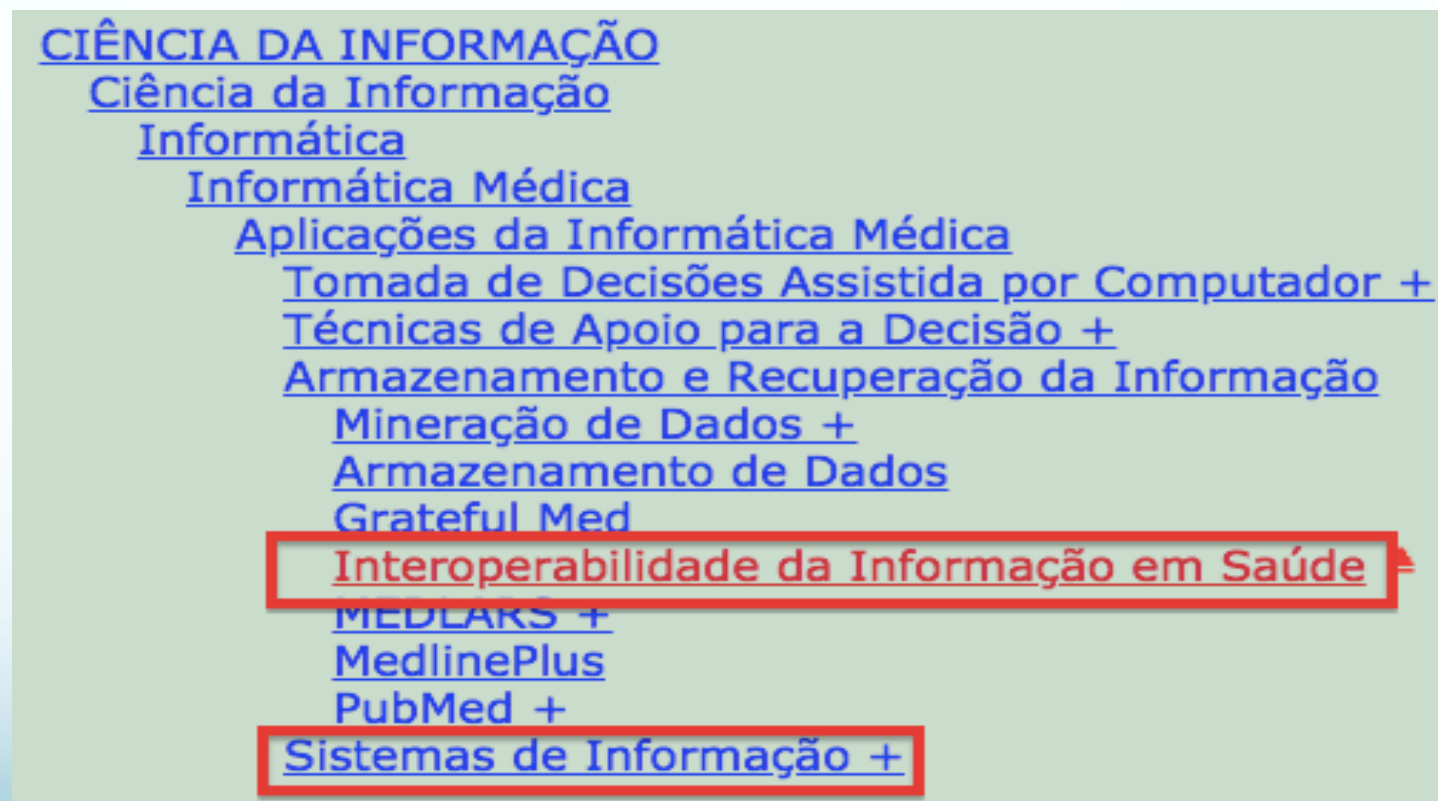 CIÊNCIA DA INFORMAÇÃO
Ciência da Informação
Informática
Informática Médica
Aplicações da Informática Médica
Tomada de Decisões Assistida por Computador +
Técnicas de Apoio para a Decisão +
Armazenamento e Recuperação da Informação
Mineração de Dados +
Armazenamento de Dados
Grateful Med
Interoperabilidade da Informação em Saúde
MEDLARS +
MedlinePlus
PubMed +
Sistemas de Informação +